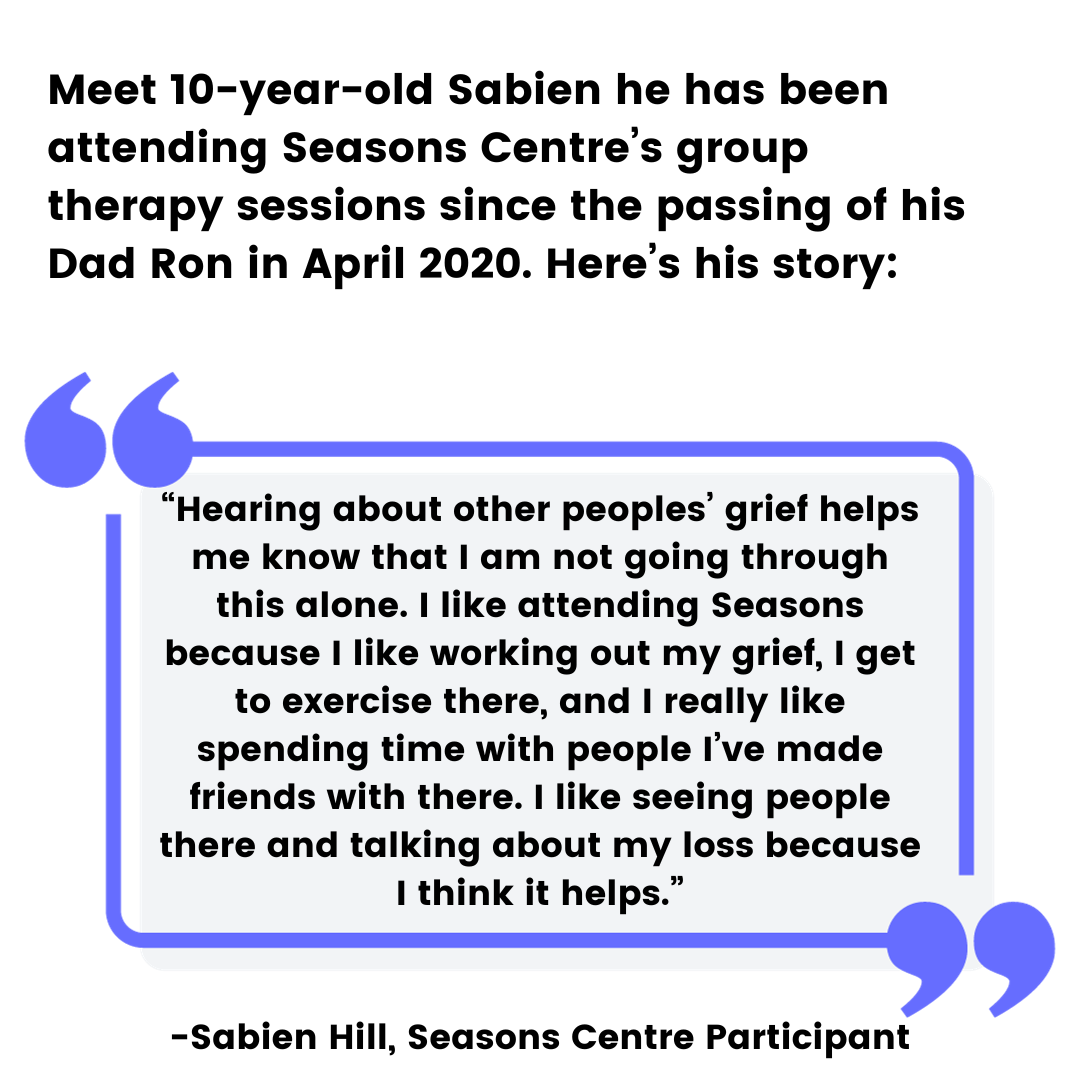 Meet 10-year-old Sabien he has been
attending Seasons Centre’s group
therapy sessions since the passing of his
Dad Ron in April 2020. Here’s his story:
“Hearing about other peoples’ grief helps
me know that I am not going through
this alone. I like attending Seasons
because I like working out my grief, I get
to exercise there, and I really like
spending time with people I’ve made
friends with there. I like seeing people
there and talking about my loss because
I think it helps.”
-Sabien Hill, Seasons Centre Participant